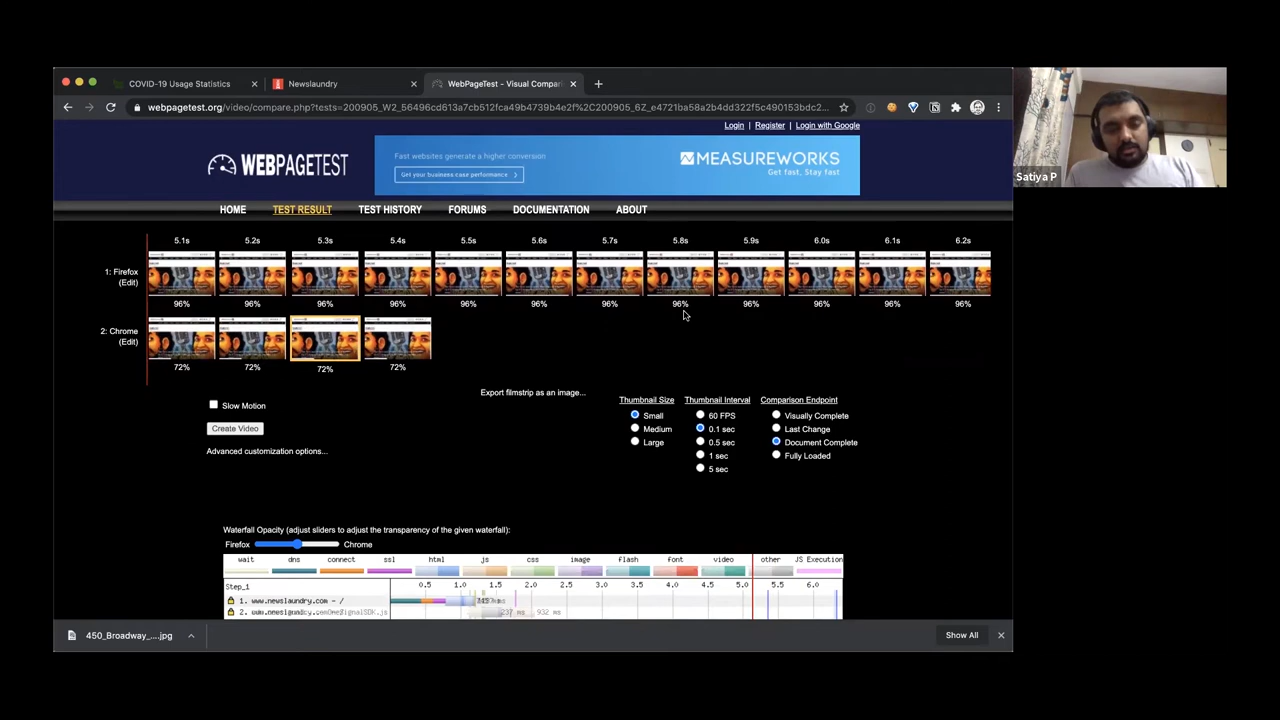 COVID-19 Usage Statistics
Newslaundry
WebPageTest - Visual Compari
webpagetest.org/video/compare.php?tests=200905_W2_56496cd613a7cb512fca49b4739b4e2f%2C200905_6Z_e4721ba58a2b4dd322f5c490153bdc2...
Login | Register | Login with Google
WEBPAGETEST
Fast websites generate a higher conversion
Get your business case performance >
MEASUREWORKS
Get fast, Stay fast
HOME TEST RESULT TEST HISTORY FORUMS DOCUMENTATION ABOUT
5.1s 5.2s 5.3s 5.4s 5.5s 5.6s 5.7s 5.8s 5.9s 6.0s 6.1s 6.2s
1: Firefox
(Edit)
96% 96% 96% 96% 96% 96% 96% 96% 96% 96% 96% 96%
2: Chrome
(Edit)
72% 72% 72% 72%
Slow Motion
Create Video
Advanced customization options...
Export filmstrip as an image...
Thumbnail Size
Small
Medium
Large
Thumbnail Interval
60 FPS
0.1 sec
0.5 sec
1 sec
5 sec
Comparison Endpoint
Visually Complete
Last Change
Document Complete
Fully Loaded
Waterfall Opacity (adjust sliders to adjust the transparency of the given waterfall):
Firefox Chrome
wait dns connect ssl html js css image flash font video other JS Execution
Step_1 0.5 1.0 1.5 2.0 2.5 3.0 3.5 4.0 4.5 5.0 5.5 6.0
1. www.newslaundry.com - /
2. 932 ms
450_Broadway_....jpg
Show All
Satiya P